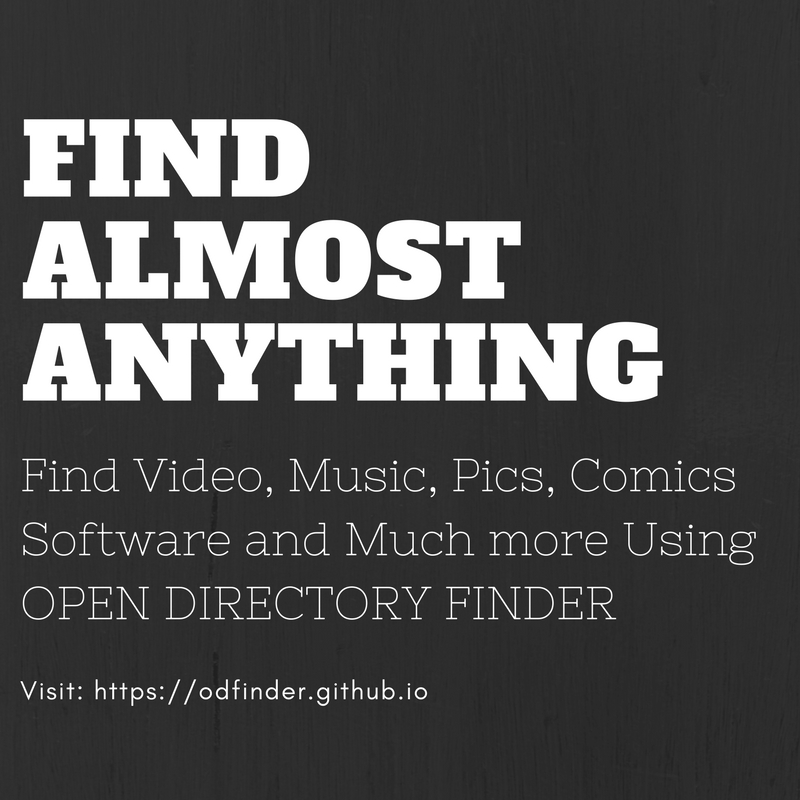 FIND
ALMOST
ANYTHING
Find Video, Music, Pics, Comics
Software and Much more Using
OPEN DIRECTORY FINDER
Visit: https://odfinder.github.io